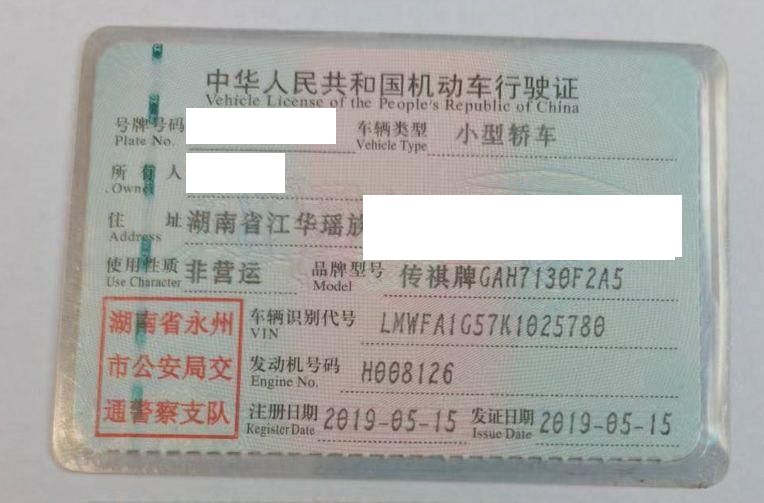 中华人民共和国机动车行驶证
Vehicle License of the People's Republic of China
号牌号码 车辆类型 小型轿车
Plate No. Vehicle Type
所有人
Owner
住址 湖南省江华瑶族
Address
使用性质 非营运 品牌型号 传祺牌GAH7130F2A5
Use Character Model
湖南省永州 车辆识别代号 LMWFA1G57K1025780
VIN
市公安局交 发动机号码 H008126
Engine No.
通警察支队 注册日期 2019-05-15 发证日期 2019-05-15
Register Date Issue Date